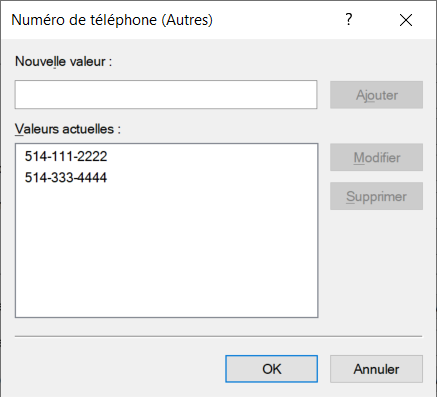 Numéro de téléphone (Autres) ?
Nouvelle valeur :
Ajouter
Valeurs actuelles :
514-111-2222
514-333-4444
Modifier
Supprimer
OK
Annuler